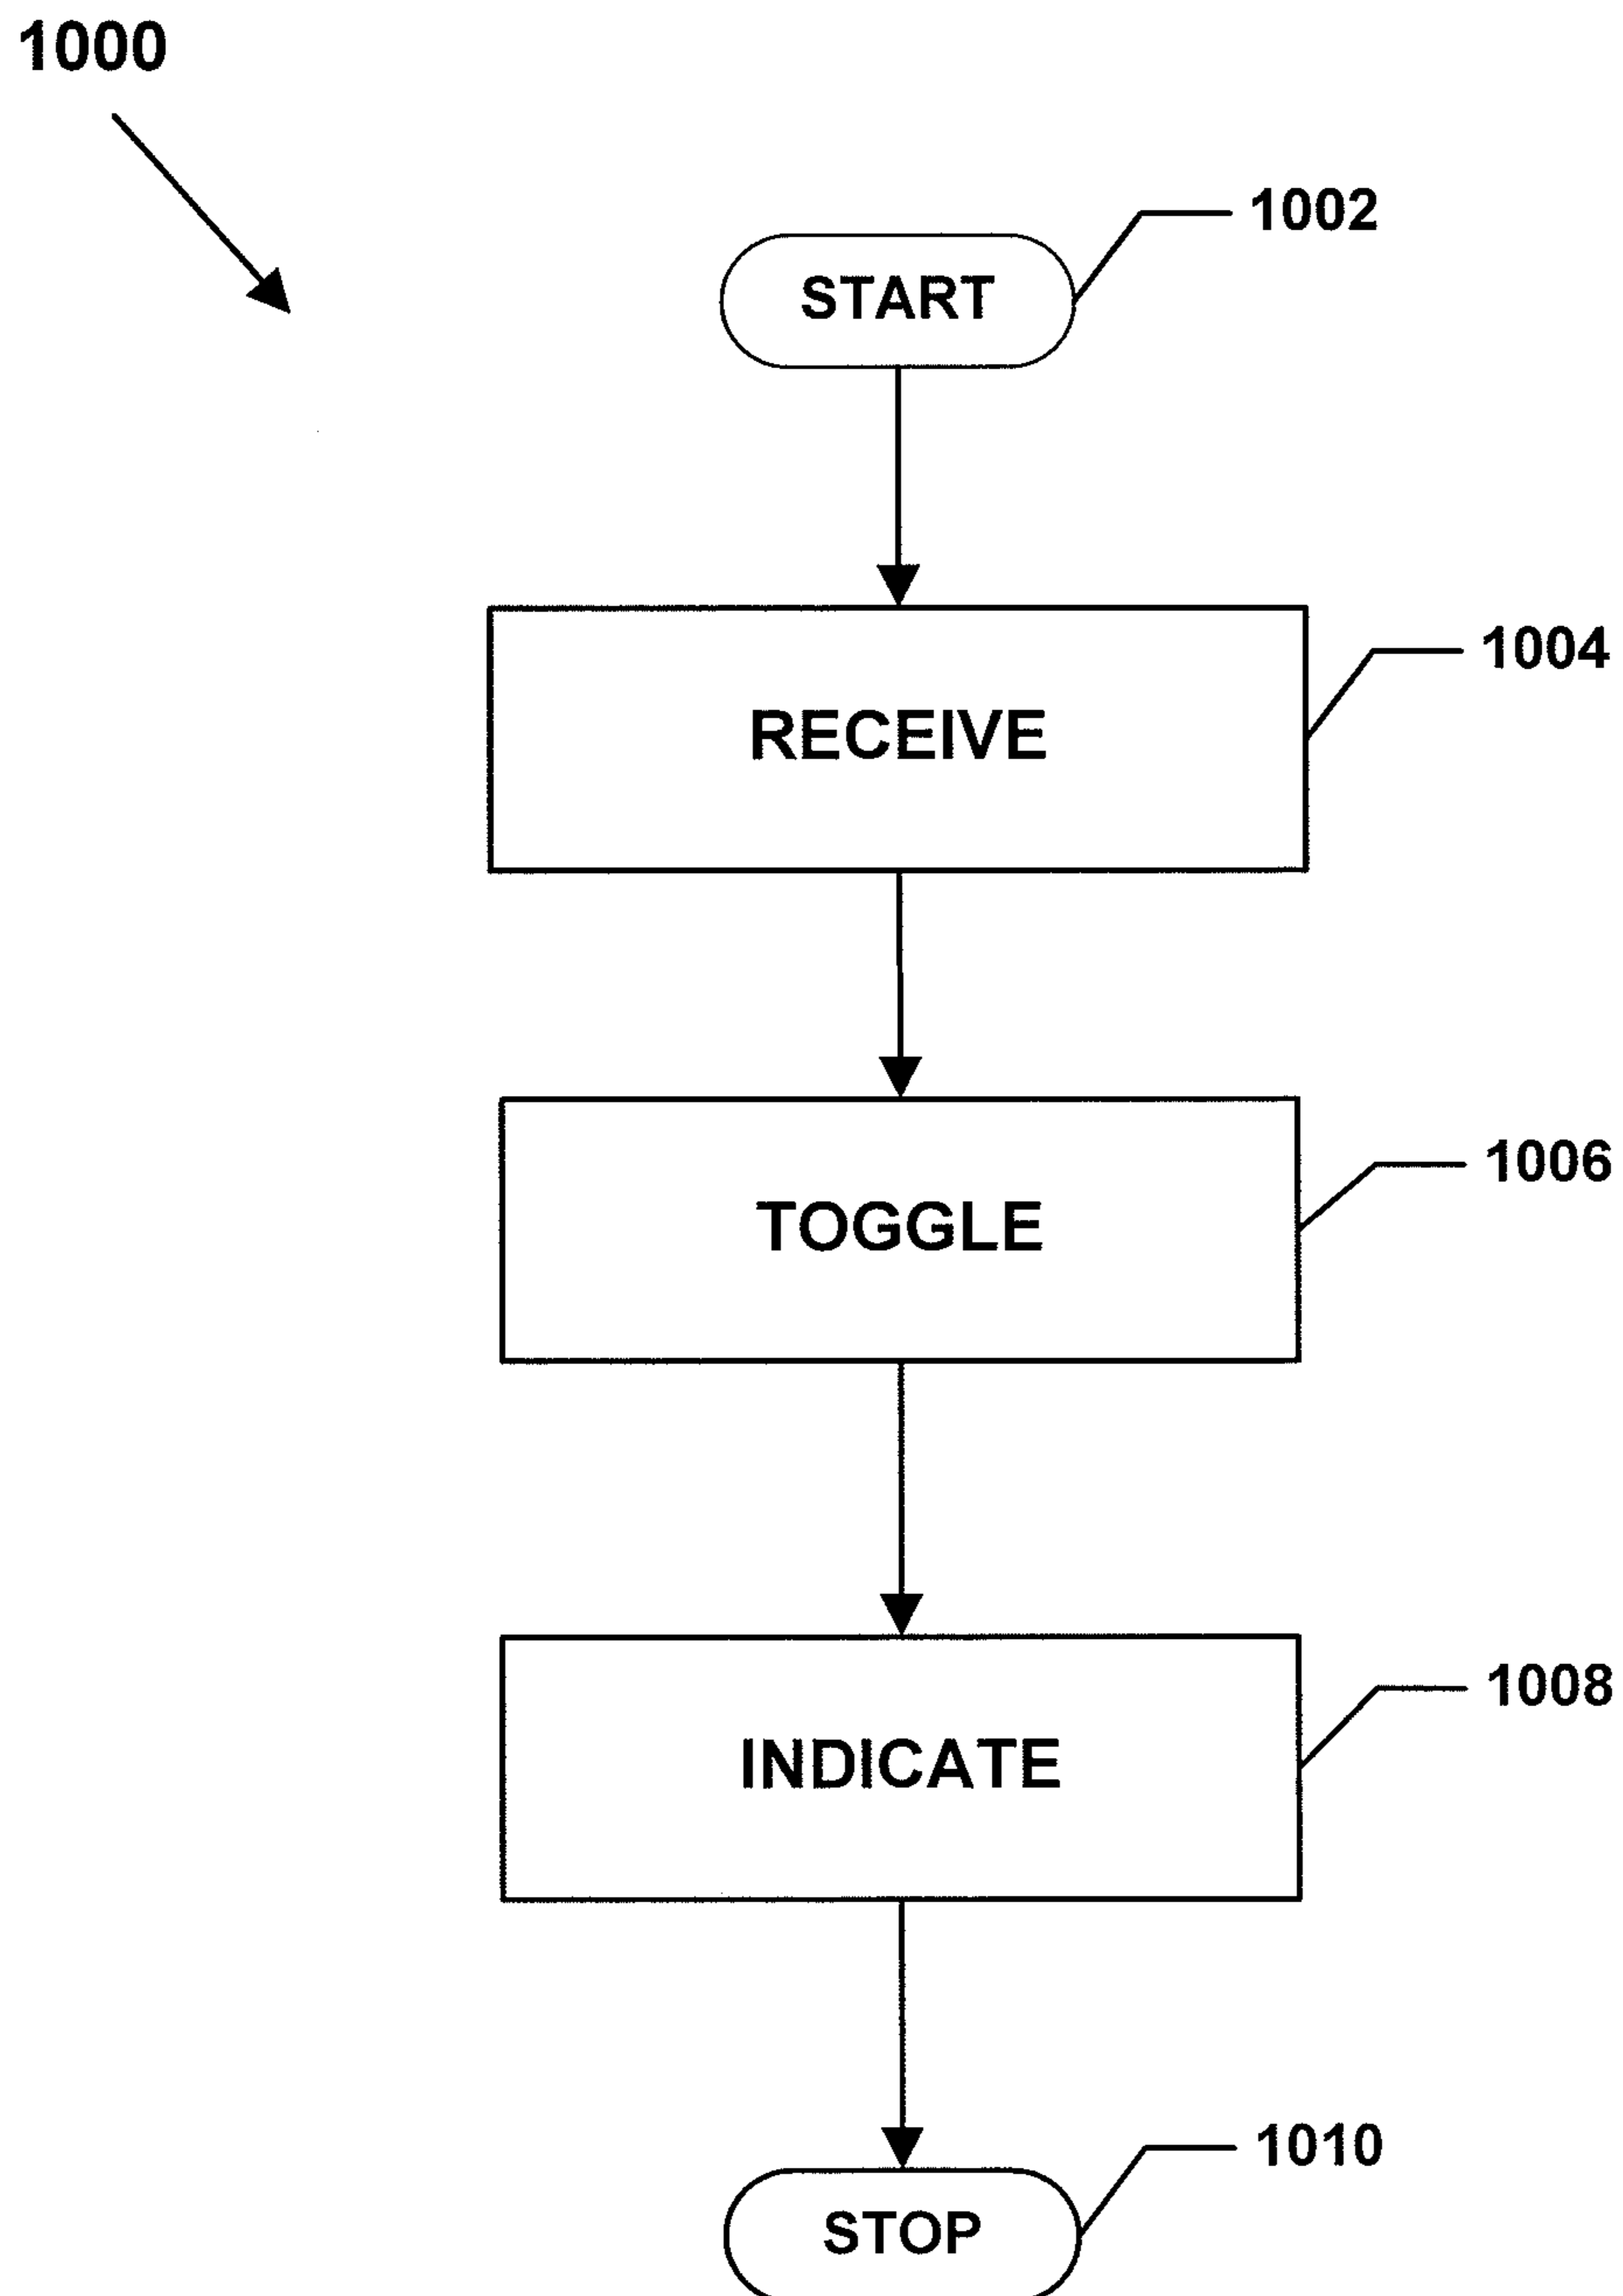 1000
1002
START
1004
RECEIVE
1006
TOGGLE
1008
INDICATE
1010
STOP